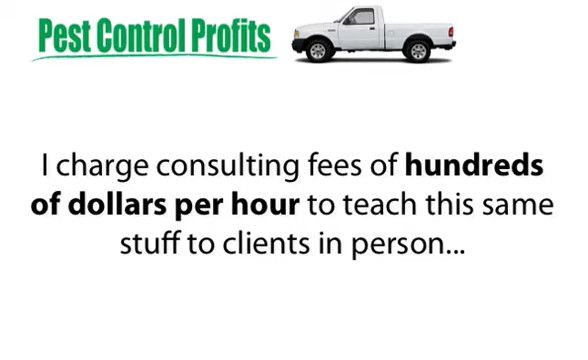 Pest Control Profits
I charge consulting fees of hundreds
of dollars per hour to teach this same
stuff to clients in person...